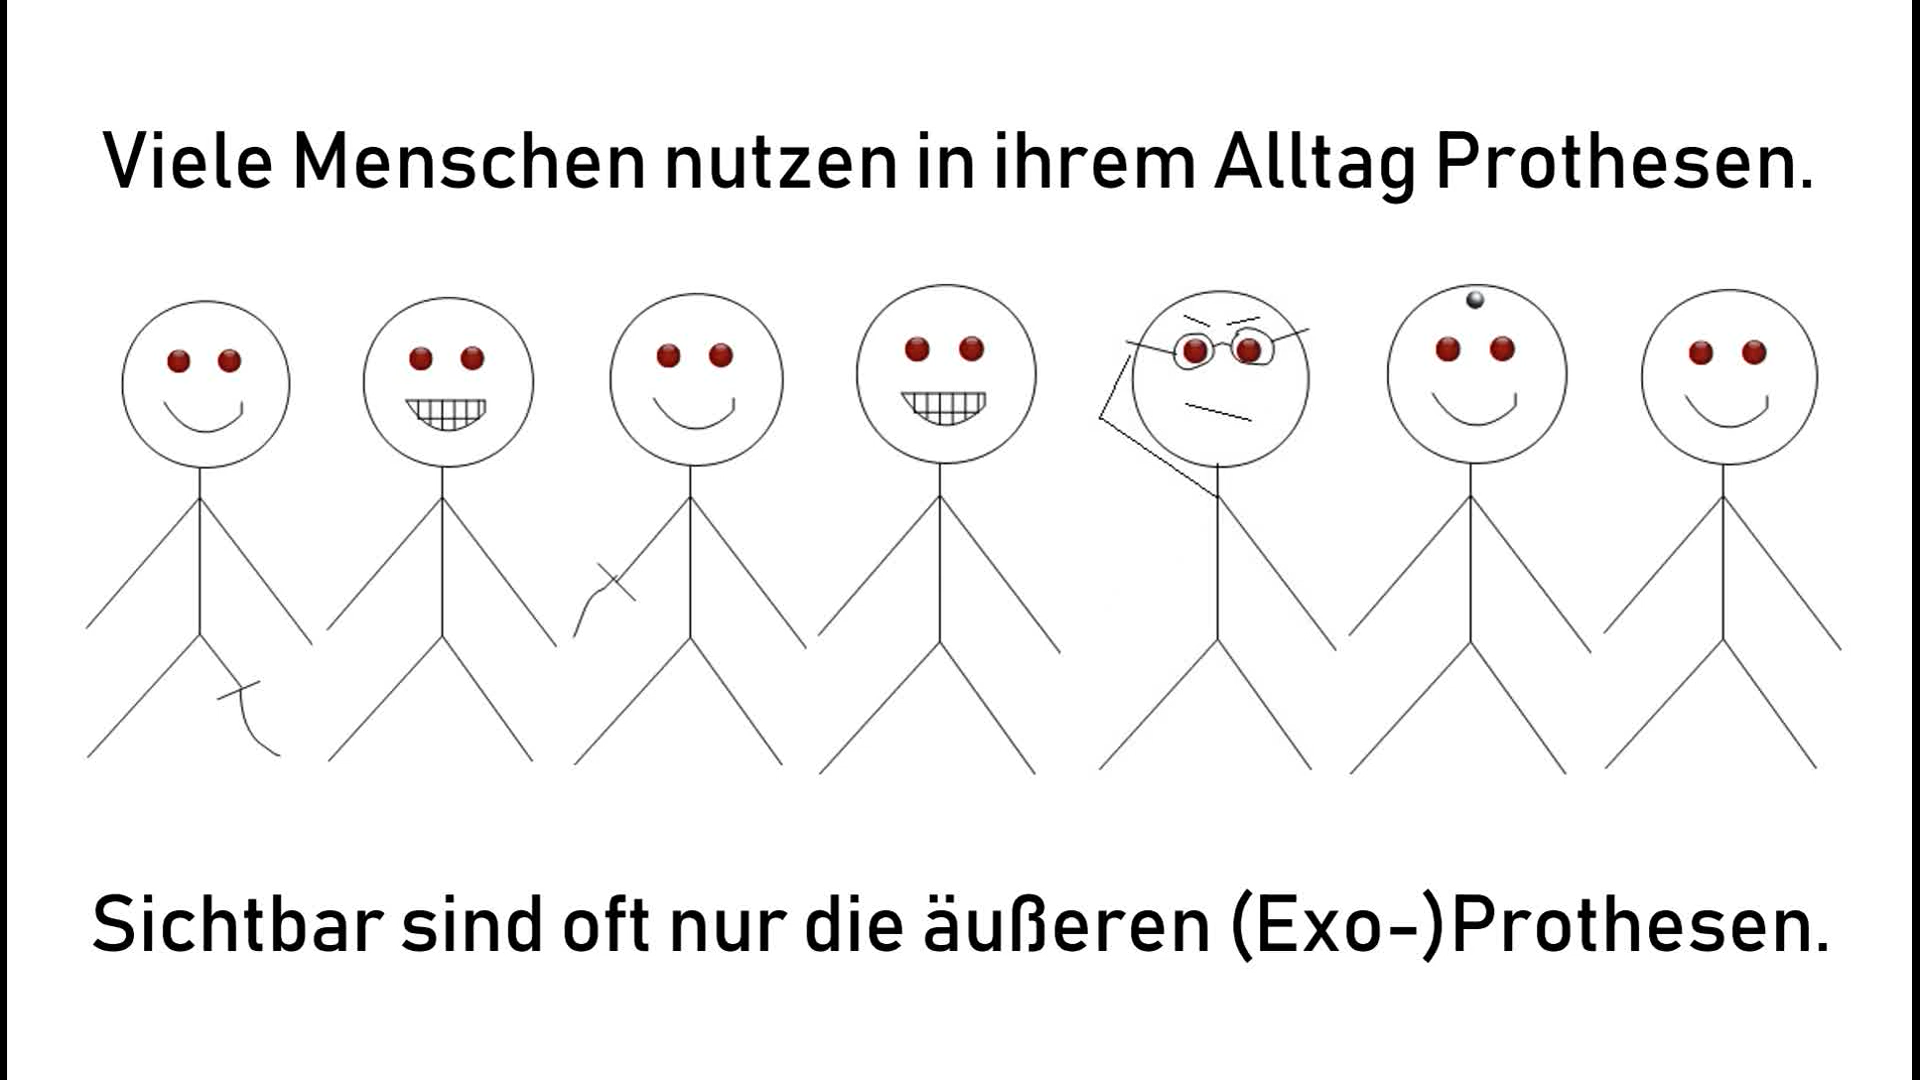 Viele Menschen nutzen in ihrem Alltag Prothesen.
Sichtbar sind oft nur die äußeren (Exo-)Prothesen.